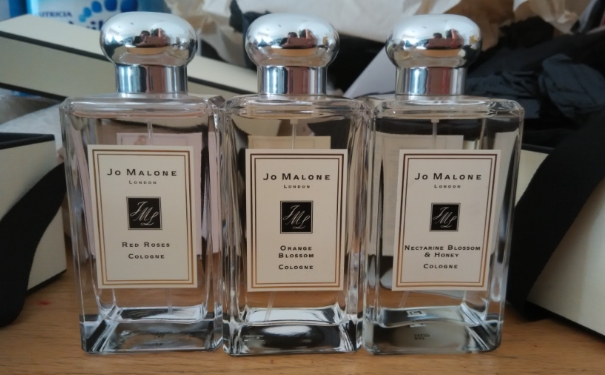 Jo Malone
London
JML
Red Roses
Cologne
Jo Malone
London
JML
Orange
Blossom
Cologne
Jo Malone
London
JML
Nectarine Blossom
& Honey
Cologne